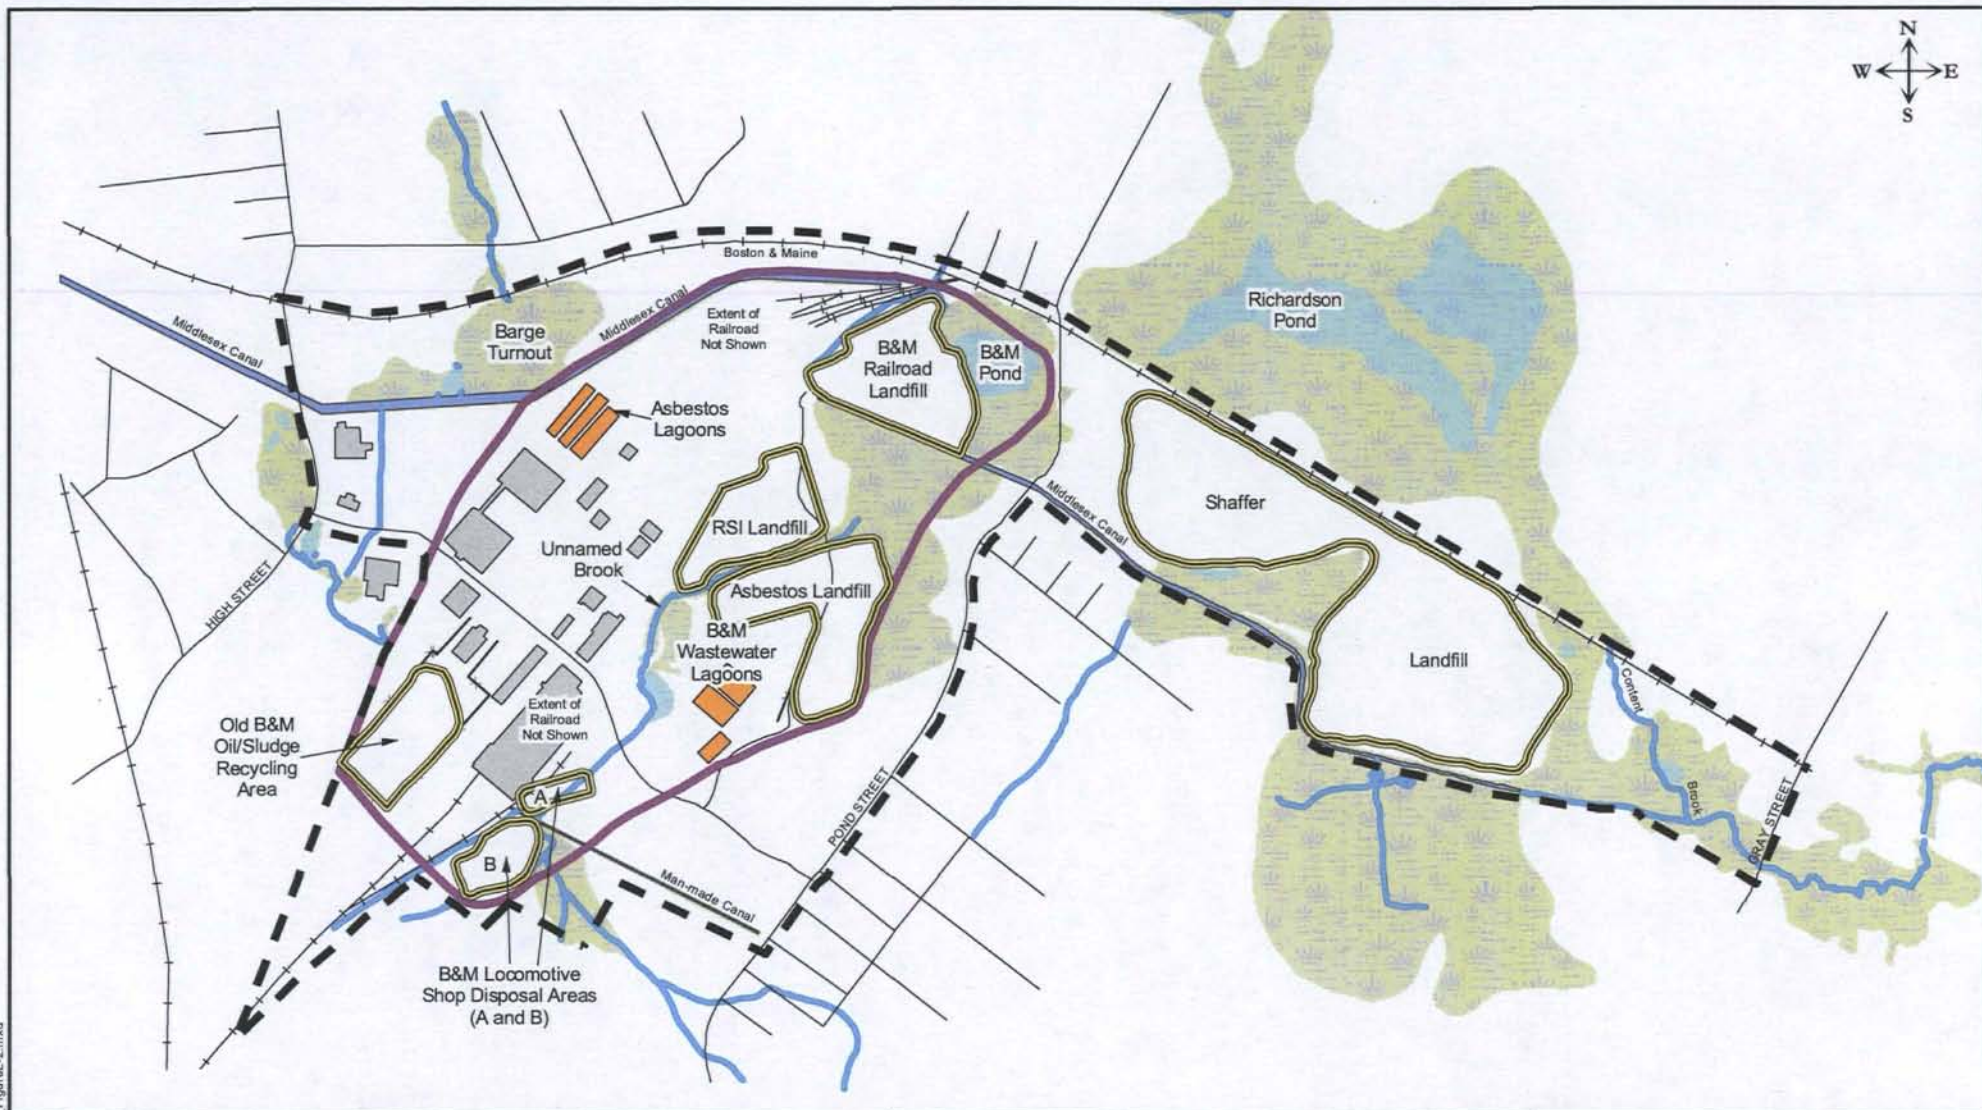 N
W E
S
Boston & Maine
Middlesex Canal
Middlesex Canal
Barge
Turnout
Extent of
Railroad
Not Shown
B&M
Railroad
Landfill
B&M
Pond
Richardson
Pond
Asbestos
Lagoons
Middlesex Canal
Shaffer
RSI Landfill
Unnamed
Brook
Asbestos Landfill
HIGH STREET
B&M
Wastewater
Lagoons
Landfill
Content
Brook
Old B&M
Oil/Sludge
Recycling
Area
Extent of
Railroad
Not Shown
A
B
POND STREET
GRAY STREET
Man-made Canal
B&M Locomotive
Shop Disposal Areas
(A and B)